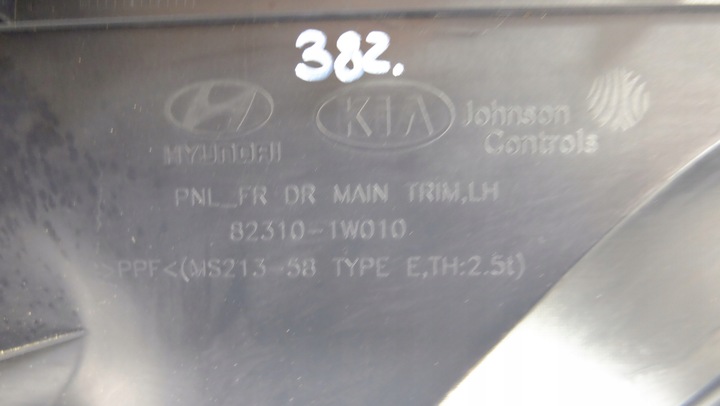 382.
HYUNDAI
KIA
Johnson
Controls
PNL_FR DR MAIN TRIM,LH
82310-1W010
>PPF<(MS213-58 TYPE E,TH:2.5t)